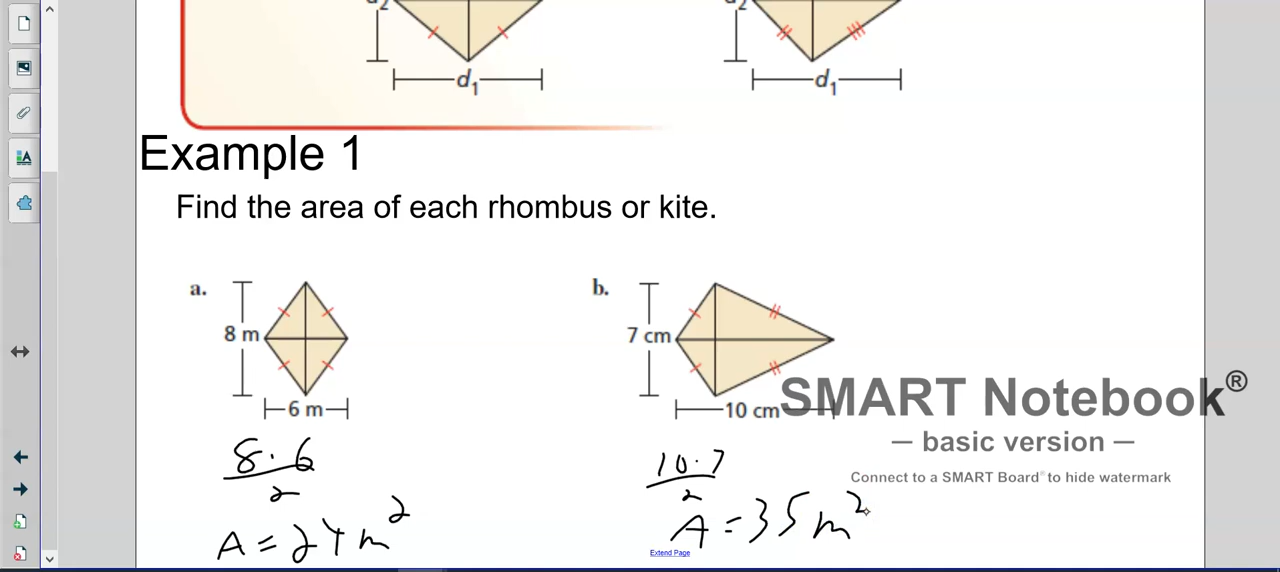 d2 d2
d1 d1
Example 1
Find the area of each rhombus or kite.
a. b.
8 m 7 cm
6 m 10 cm
SMART Notebook®
— basic version —
Connect to a SMART Board® to hide watermark
8·6
2
A = 24 m²
10·7
2
A = 35 m²
Extend Page